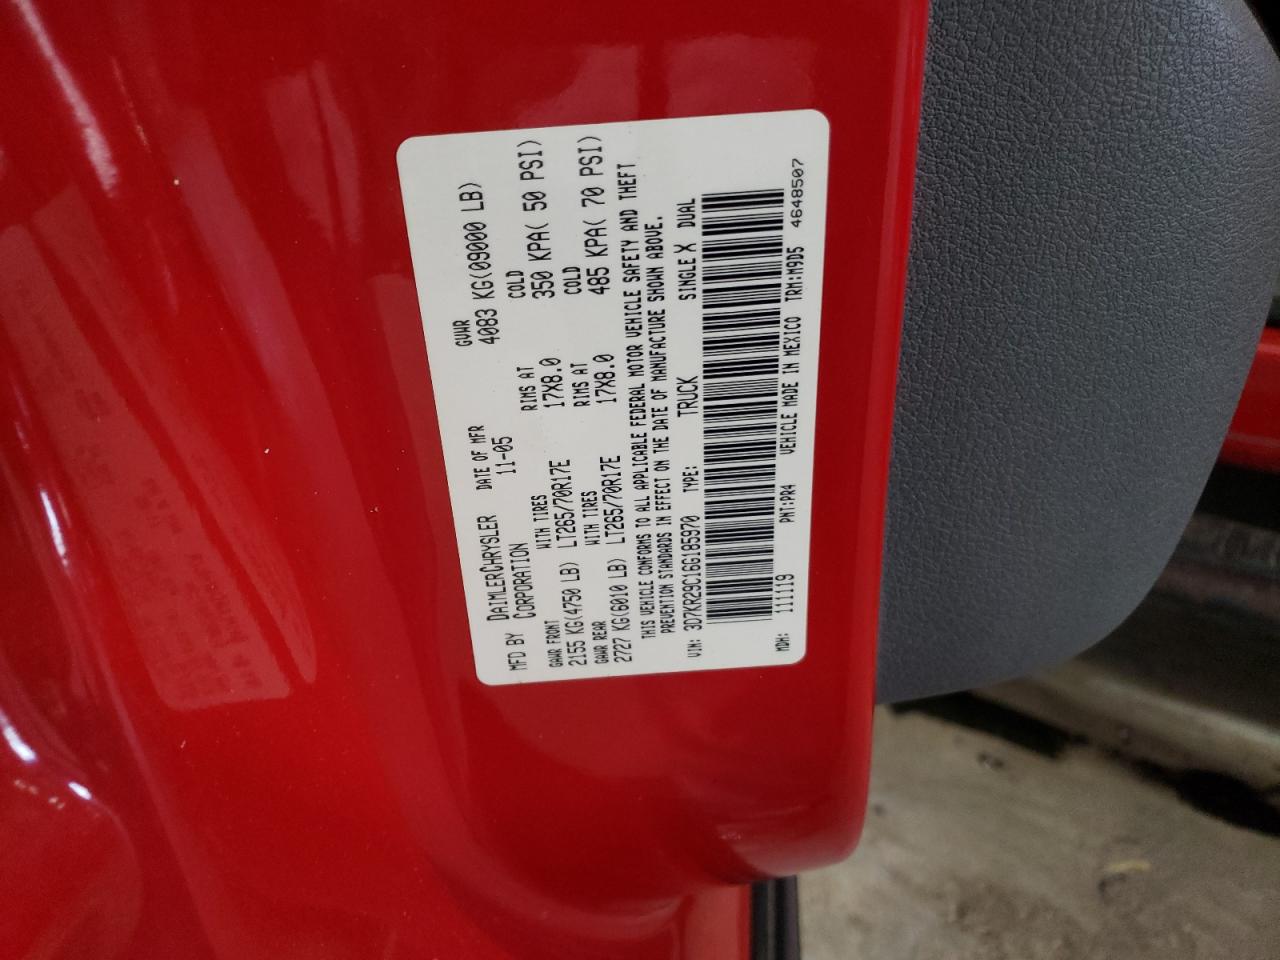 MFD BY DAIMLERCHRYSLER DATE OF MFR GVWR
CORPORATION 11-05 4083 KG(09000 LB)
GAWR FRONT WITH TIRES RIMS AT COLD
2155 KG(4750 LB) LT265/70R17E 17X8.0 350 KPA( 50 PSI)
GAWR REAR WITH TIRES RIMS AT COLD
2727 KG(6010 LB) LT265/70R17E 17X8.0 485 KPA( 70 PSI)
THIS VEHICLE CONFORMS TO ALL APPLICABLE FEDERAL MOTOR VEHICLE SAFETY AND THEFT
PREVENTION STANDARDS IN EFFECT ON THE DATE OF MANUFACTURE SHOWN ABOVE.
VIN: 3D7KR29C16G185970 TYPE: TRUCK SINGLE X DUAL
MDH: 111119 PNT:PR4 VEHICLE MADE IN MEXICO TRM:M9D5 4648507